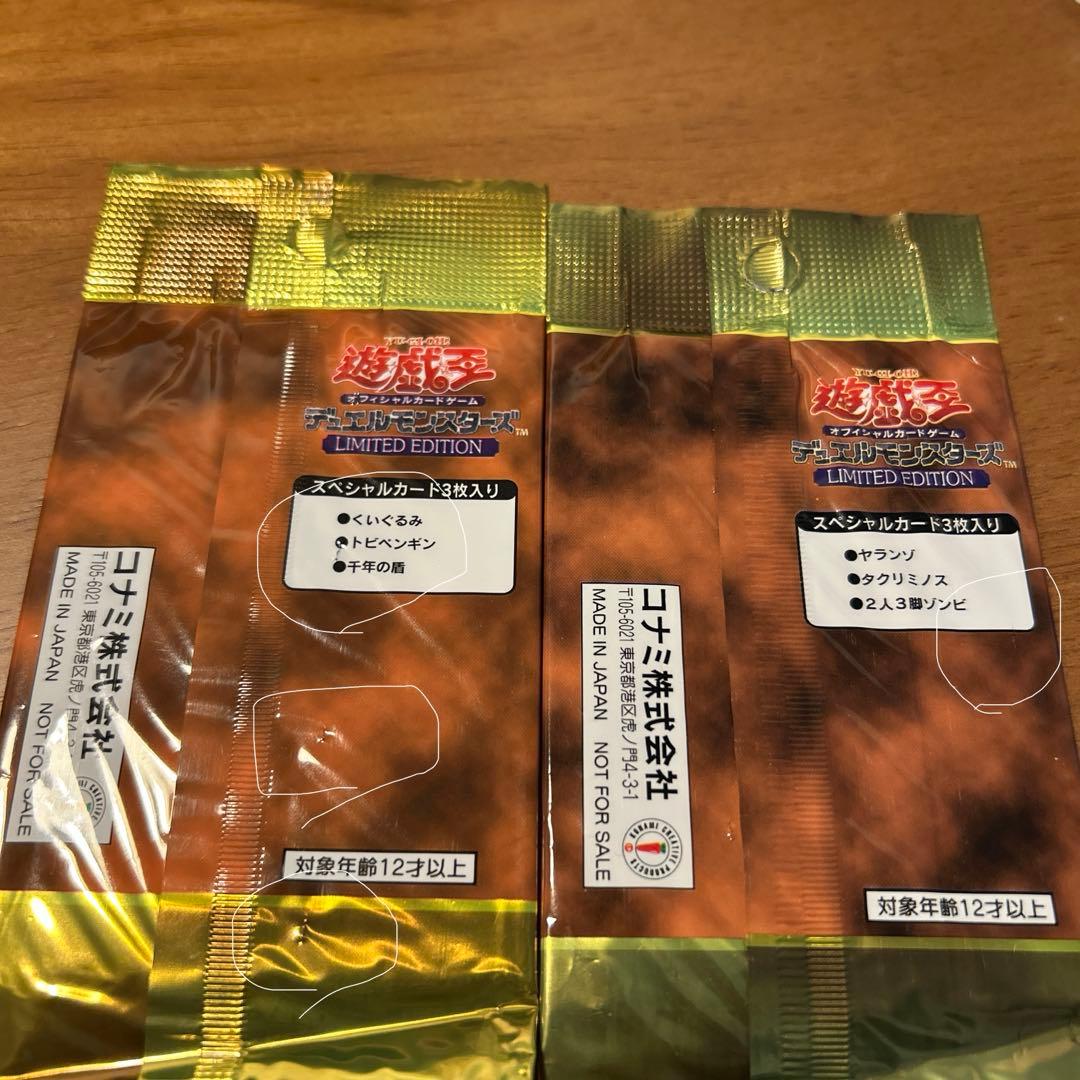 YU-GI-OH!
遊戯王
オフィシャルカードゲーム
デュエルモンスターズ™
LIMITED EDITION
スペシャルカード3枚入り
●くいぐるみ
●トビペンギン
●千年の盾
コナミ株式会社
〒105-6021 東京都港区虎ノ門4-3-
MADE IN JAPAN NOT FOR SALE
対象年齢12才以上
YU-GI-OH!
遊戯王
オフィシャルカードゲーム
デュエルモンスターズ™
LIMITED EDITION
スペシャルカード3枚入り
●ヤランゾ
●タクリミノス
●2人3脚ゾンビ
コナミ株式会社
〒105-6021 東京都港区虎ノ門4-3-1
MADE IN JAPAN NOT FOR SALE
KONAMI CREATIVE PRODUCTS
対象年齢12才以上